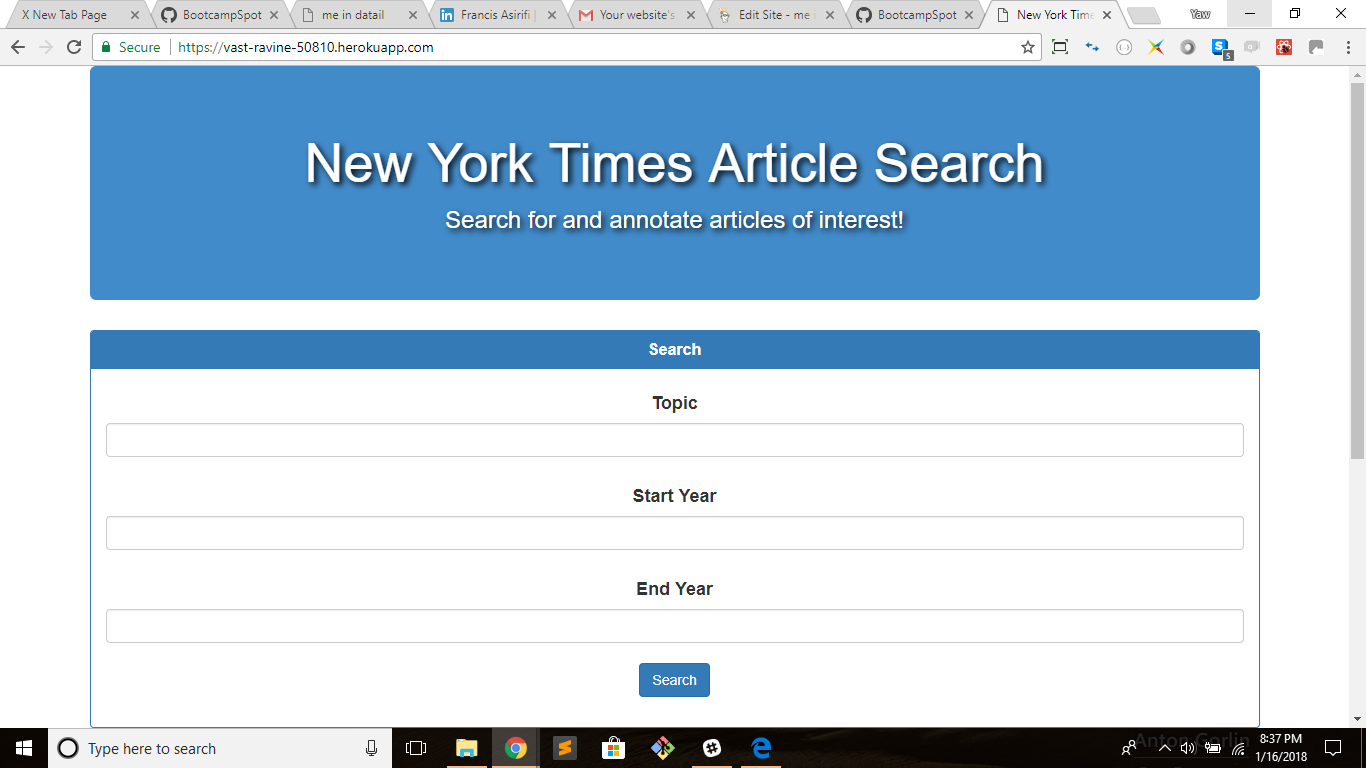 X New Tab Page
BootcampSpot
me in datail
Francis Asirifi |
Your website's
Edit Site - me i
BootcampSpot
New York Time
Yaw
Secure
https://vast-ravine-50810.herokuapp.com
5
New York Times Article Search
Search for and annotate articles of interest!
Search
Topic
Start Year
End Year
Search
Type here to search
Anton Gorlin
8:37 PM
1/16/2018